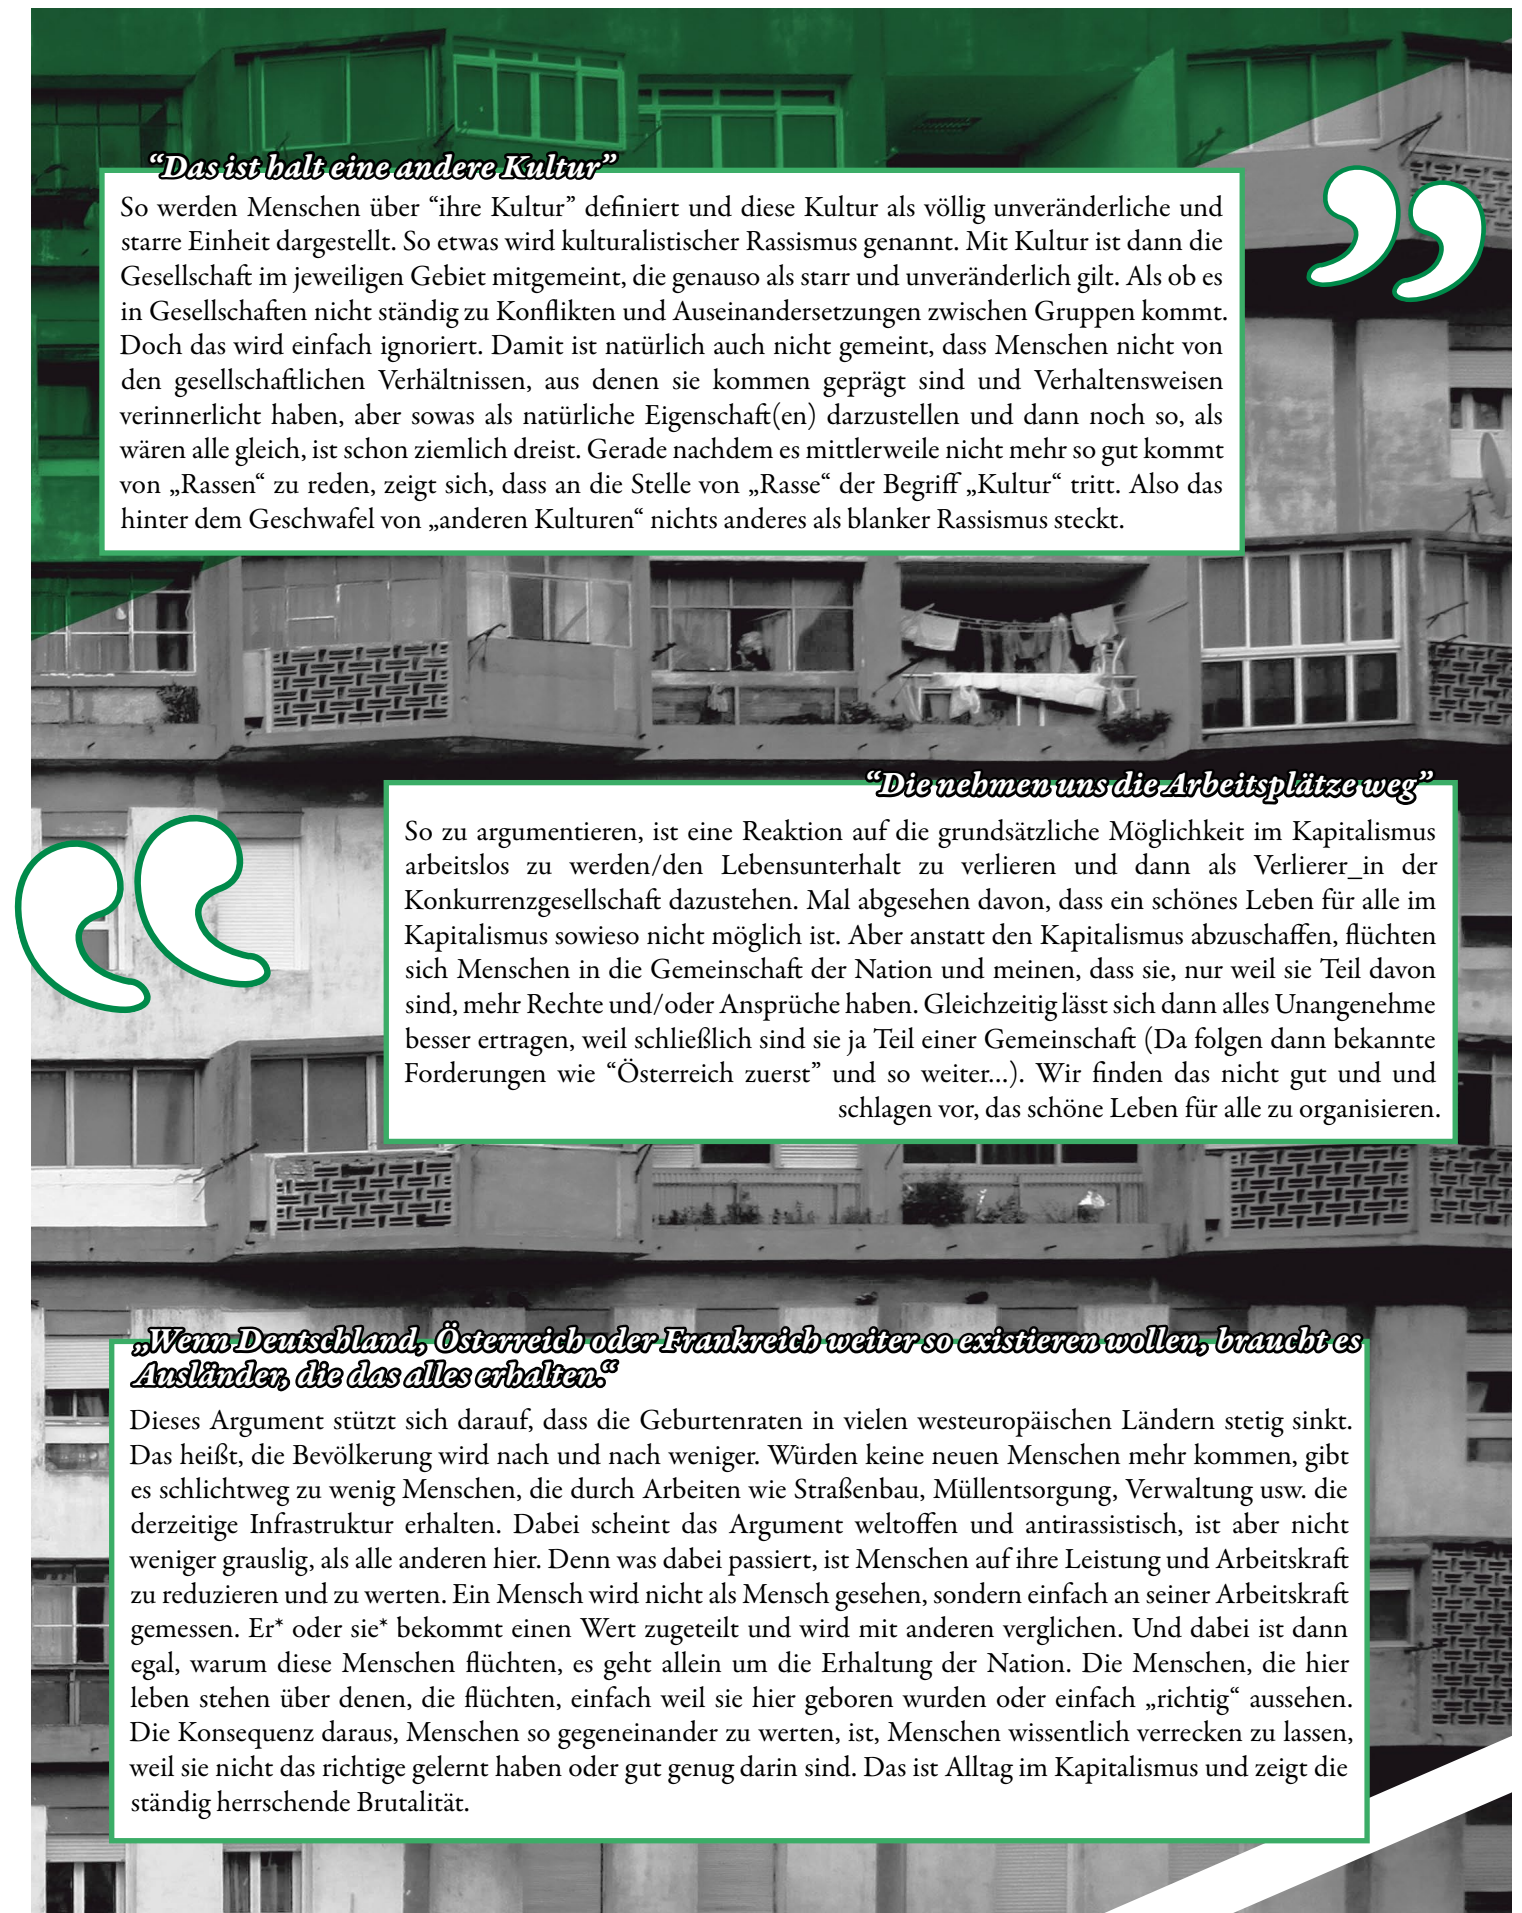 “Das ist halt eine andere Kultur”
So werden Menschen über “ihre Kultur” definiert und diese Kultur als völlig unveränderliche und
starre Einheit dargestellt. So etwas wird kulturalistischer Rassismus genannt. Mit Kultur ist dann die
Gesellschaft im jeweiligen Gebiet mitgemeint, die genauso als starr und unveränderlich gilt. Als ob es
in Gesellschaften nicht ständig zu Konflikten und Auseinandersetzungen zwischen Gruppen kommt.
Doch das wird einfach ignoriert. Damit ist natürlich auch nicht gemeint, dass Menschen nicht von
den gesellschaftlichen Verhältnissen, aus denen sie kommen geprägt sind und Verhaltensweisen
verinnerlicht haben, aber sowas als natürliche Eigenschaft(en) darzustellen und dann noch so, als
wären alle gleich, ist schon ziemlich dreist. Gerade nachdem es mittlerweile nicht mehr so gut kommt
von „Rassen“ zu reden, zeigt sich, dass an die Stelle von „Rasse“ der Begriff „Kultur“ tritt. Also das
hinter dem Geschwafel von „anderen Kulturen“ nichts anderes als blanker Rassismus steckt.
“Die nehmen uns die Arbeitsplätze weg”
So zu argumentieren, ist eine Reaktion auf die grundsätzliche Möglichkeit im Kapitalismus
arbeitslos zu werden/den Lebensunterhalt zu verlieren und dann als Verlierer_in der
Konkurrenzgesellschaft dazustehen. Mal abgesehen davon, dass ein schönes Leben für alle im
Kapitalismus sowieso nicht möglich ist. Aber anstatt den Kapitalismus abzuschaffen, flüchten
sich Menschen in die Gemeinschaft der Nation und meinen, dass sie, nur weil sie Teil davon
sind, mehr Rechte und/oder Ansprüche haben. Gleichzeitig lässt sich dann alles Unangenehme
besser ertragen, weil schließlich sind sie ja Teil einer Gemeinschaft (Da folgen dann bekannte
Forderungen wie “Österreich zuerst” und so weiter...). Wir finden das nicht gut und und
schlagen vor, das schöne Leben für alle zu organisieren.
„Wenn Deutschland, Österreich oder Frankreich weiter so existieren wollen, braucht es
Ausländer, die das alles erhalten.“
Dieses Argument stützt sich darauf, dass die Geburtenraten in vielen westeuropäischen Ländern stetig sinkt.
Das heißt, die Bevölkerung wird nach und nach weniger. Würden keine neuen Menschen mehr kommen, gibt
es schlichtweg zu wenig Menschen, die durch Arbeiten wie Straßenbau, Müllentsorgung, Verwaltung usw. die
derzeitige Infrastruktur erhalten. Dabei scheint das Argument weltoffen und antirassistisch, ist aber nicht
weniger grauslig, als alle anderen hier. Denn was dabei passiert, ist Menschen auf ihre Leistung und Arbeitskraft
zu reduzieren und zu werten. Ein Mensch wird nicht als Mensch gesehen, sondern einfach an seiner Arbeitskraft
gemessen. Er* oder sie* bekommt einen Wert zugeteilt und wird mit anderen verglichen. Und dabei ist dann
egal, warum diese Menschen flüchten, es geht allein um die Erhaltung der Nation. Die Menschen, die hier
leben stehen über denen, die flüchten, einfach weil sie hier geboren wurden oder einfach „richtig“ aussehen.
Die Konsequenz daraus, Menschen so gegeneinander zu werten, ist, Menschen wissentlich verrecken zu lassen,
weil sie nicht das richtige gelernt haben oder gut genug darin sind. Das ist Alltag im Kapitalismus und zeigt die
ständig herrschende Brutalität.